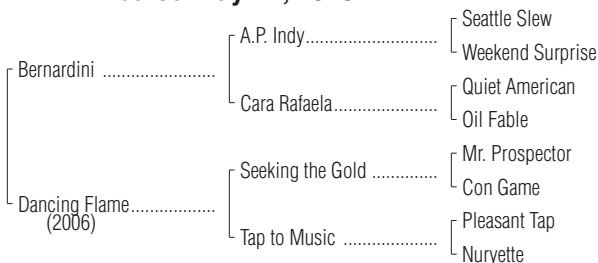 Seattle Slew
A.P. Indy........................
Weekend Surprise
Bernardini .......................
Quiet American
Cara Rafaela...................
Oil Fable
Mr. Prospector
Seeking the Gold ............
Con Game
Dancing Flame.................
(2006)
Pleasant Tap
Tap to Music .................
Nuryette